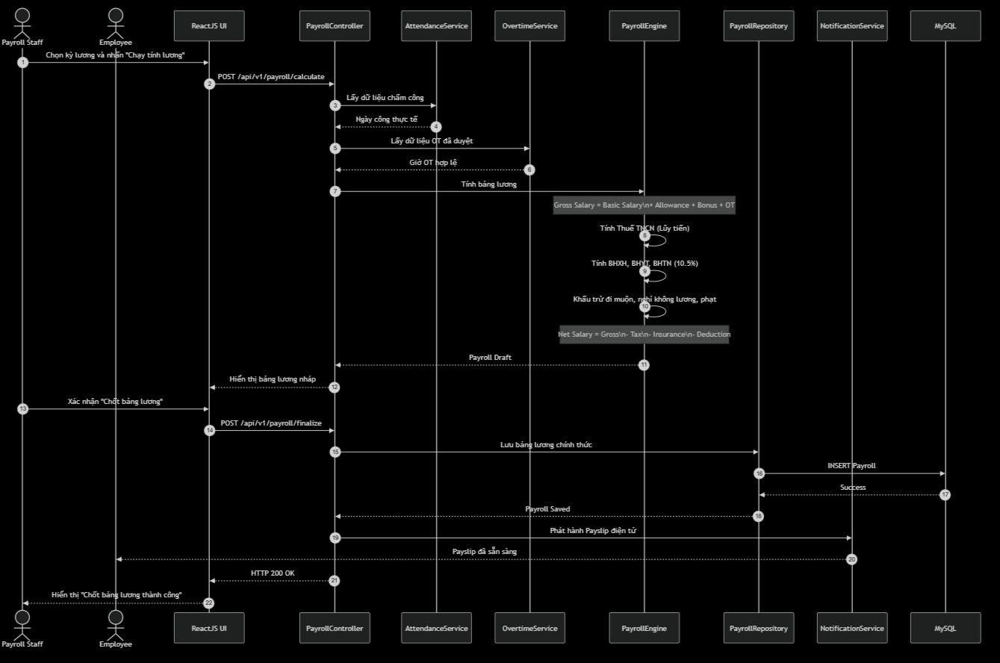 Payroll Staff
Employee
ReactJS UI
PayrollController
AttendanceService
OvertimeService
PayrollEngine
PayrollRepository
NotificationService
MySQL
1
Chọn kỳ lương và nhấn "Chạy tính lương"
2
POST /api/v1/payroll/calculate
3
Lấy dữ liệu chấm công
4
Ngày công thực tế
5
Lấy dữ liệu OT đã duyệt
6
Giờ OT hợp lệ
7
Tính bảng lương
Gross Salary = Basic Salary\n+ Allowance + Bonus + OT
8
Tính Thuế TNCN (Lũy tiến)
9
Tính BHXH, BHYT, BHTN (10.5%)
10
Khấu trừ đi muộn, nghỉ không lương, phạt
Net Salary = Gross\n- Tax\n- Insurance\n- Deduction
11
Payroll Draft
12
Hiển thị bảng lương nháp
13
Xác nhận "Chốt bảng lương"
14
POST /api/v1/payroll/finalize
15
Lưu bảng lương chính thức
16
INSERT Payroll
17
Success
18
Payroll Saved
19
Phát hành Payslip điện tử
20
Payslip đã sẵn sàng
21
HTTP 200 OK
22
Hiển thị "Chốt bảng lương thành công"
Payroll Staff
Employee
ReactJS UI
PayrollController
AttendanceService
OvertimeService
PayrollEngine
PayrollRepository
NotificationService
MySQL